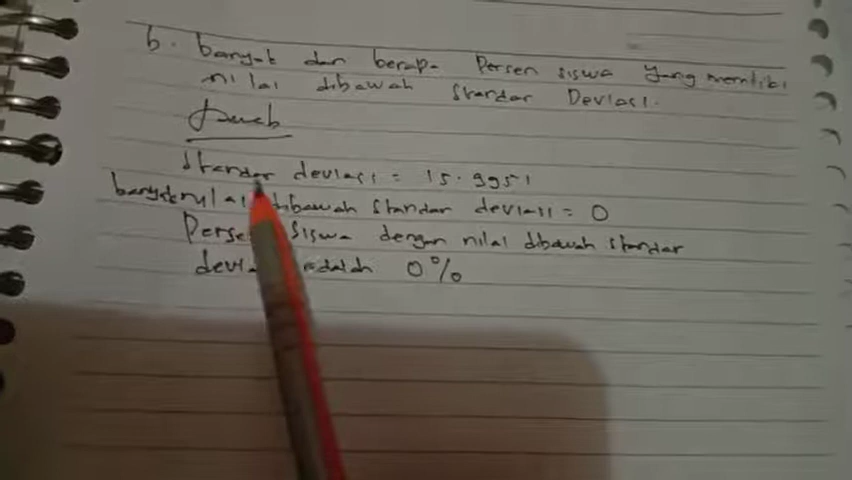 b. banyak dan berapa Persen siswa yang memiliki
nilai dibawah Standar Deviasi.
Jawab
Standar deviasi = 15.9951
banyak nilai dibawah Standar deviasi = 0
Persen Siswa dengan nilai dibawah standar
deviasi adalah 0%